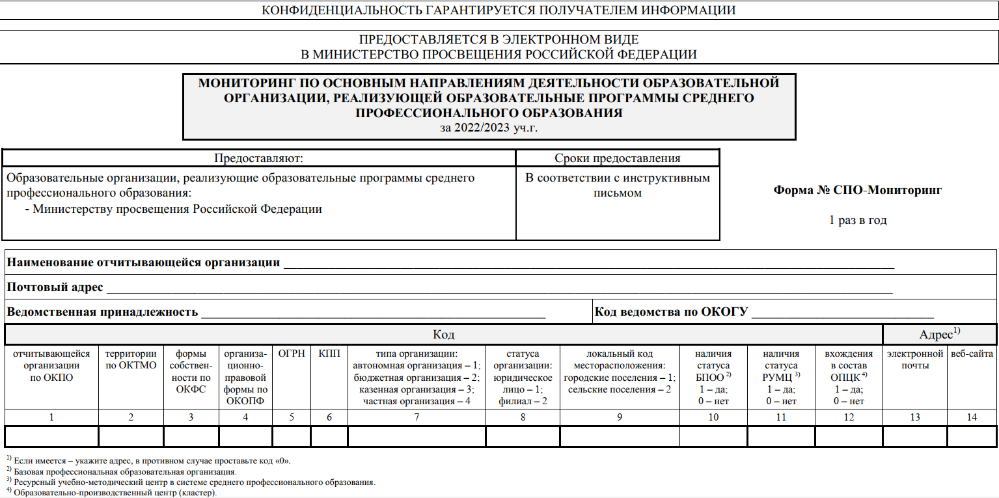 КОНФИДЕНЦИАЛЬНОСТЬ ГАРАНТИРУЕТСЯ ПОЛУЧАТЕЛЕМ ИНФОРМАЦИИ
ПРЕДОСТАВЛЯЕТСЯ В ЭЛЕКТРОННОМ ВИДЕ
В МИНИСТЕРСТВО ПРОСВЕЩЕНИЯ РОССИЙСКОЙ ФЕДЕРАЦИИ
МОНИТОРИНГ ПО ОСНОВНЫМ НАПРАВЛЕНИЯМ ДЕЯТЕЛЬНОСТИ ОБРАЗОВАТЕЛЬНОЙ
ОРГАНИЗАЦИИ, РЕАЛИЗУЮЩЕЙ ОБРАЗОВАТЕЛЬНЫЕ ПРОГРАММЫ СРЕДНЕГО
ПРОФЕССИОНАЛЬНОГО ОБРАЗОВАНИЯ
за 2022/2023 уч.г.
Предоставляют:
Образовательные организации, реализующие образовательные программы среднего
профессионального образования:
- Министерству просвещения Российской Федерации
Сроки предоставления
В соответствии с инструктивным
письмом
Форма № СПО-Мониторинг
1 раз в год
Наименование отчитывающейся организации
Почтовый адрес
Ведомственная принадлежность
Код ведомства по ОКОГУ
Код
Адрес1)
отчитывающейся
организации
по ОКПО
территории
по ОКТМО
формы
собствен-
ности по
ОКФС
организа-
ционно-
правовой
формы по
ОКОПФ
ОГРН
КПП
типа организации:
автономная организация – 1;
бюджетная организация – 2;
казенная организация – 3;
частная организация – 4
статуса
организации:
юридическое
лицо – 1;
филиал – 2
локальный код
месторасположения:
городские поселения – 1;
сельские поселения – 2
наличия
статуса
БПОО 2)
1 – да;
0 – нет
наличия
статуса
РУМЦ 3)
1 – да;
0 – нет
вхождения
в состав
ОПЦК 4)
1 – да;
0 – нет
электронной
почты
веб-сайта
1 2 3 4 5 6 7 8 9 10 11 12 13 14
1) Если имеется – укажите адрес, в противном случае проставьте код «0».
2) Базовая профессиональная образовательная организация.
3) Ресурсный учебно-методический центр в системе среднего профессионального образования.
4) Образовательно-производственный центр (кластер).